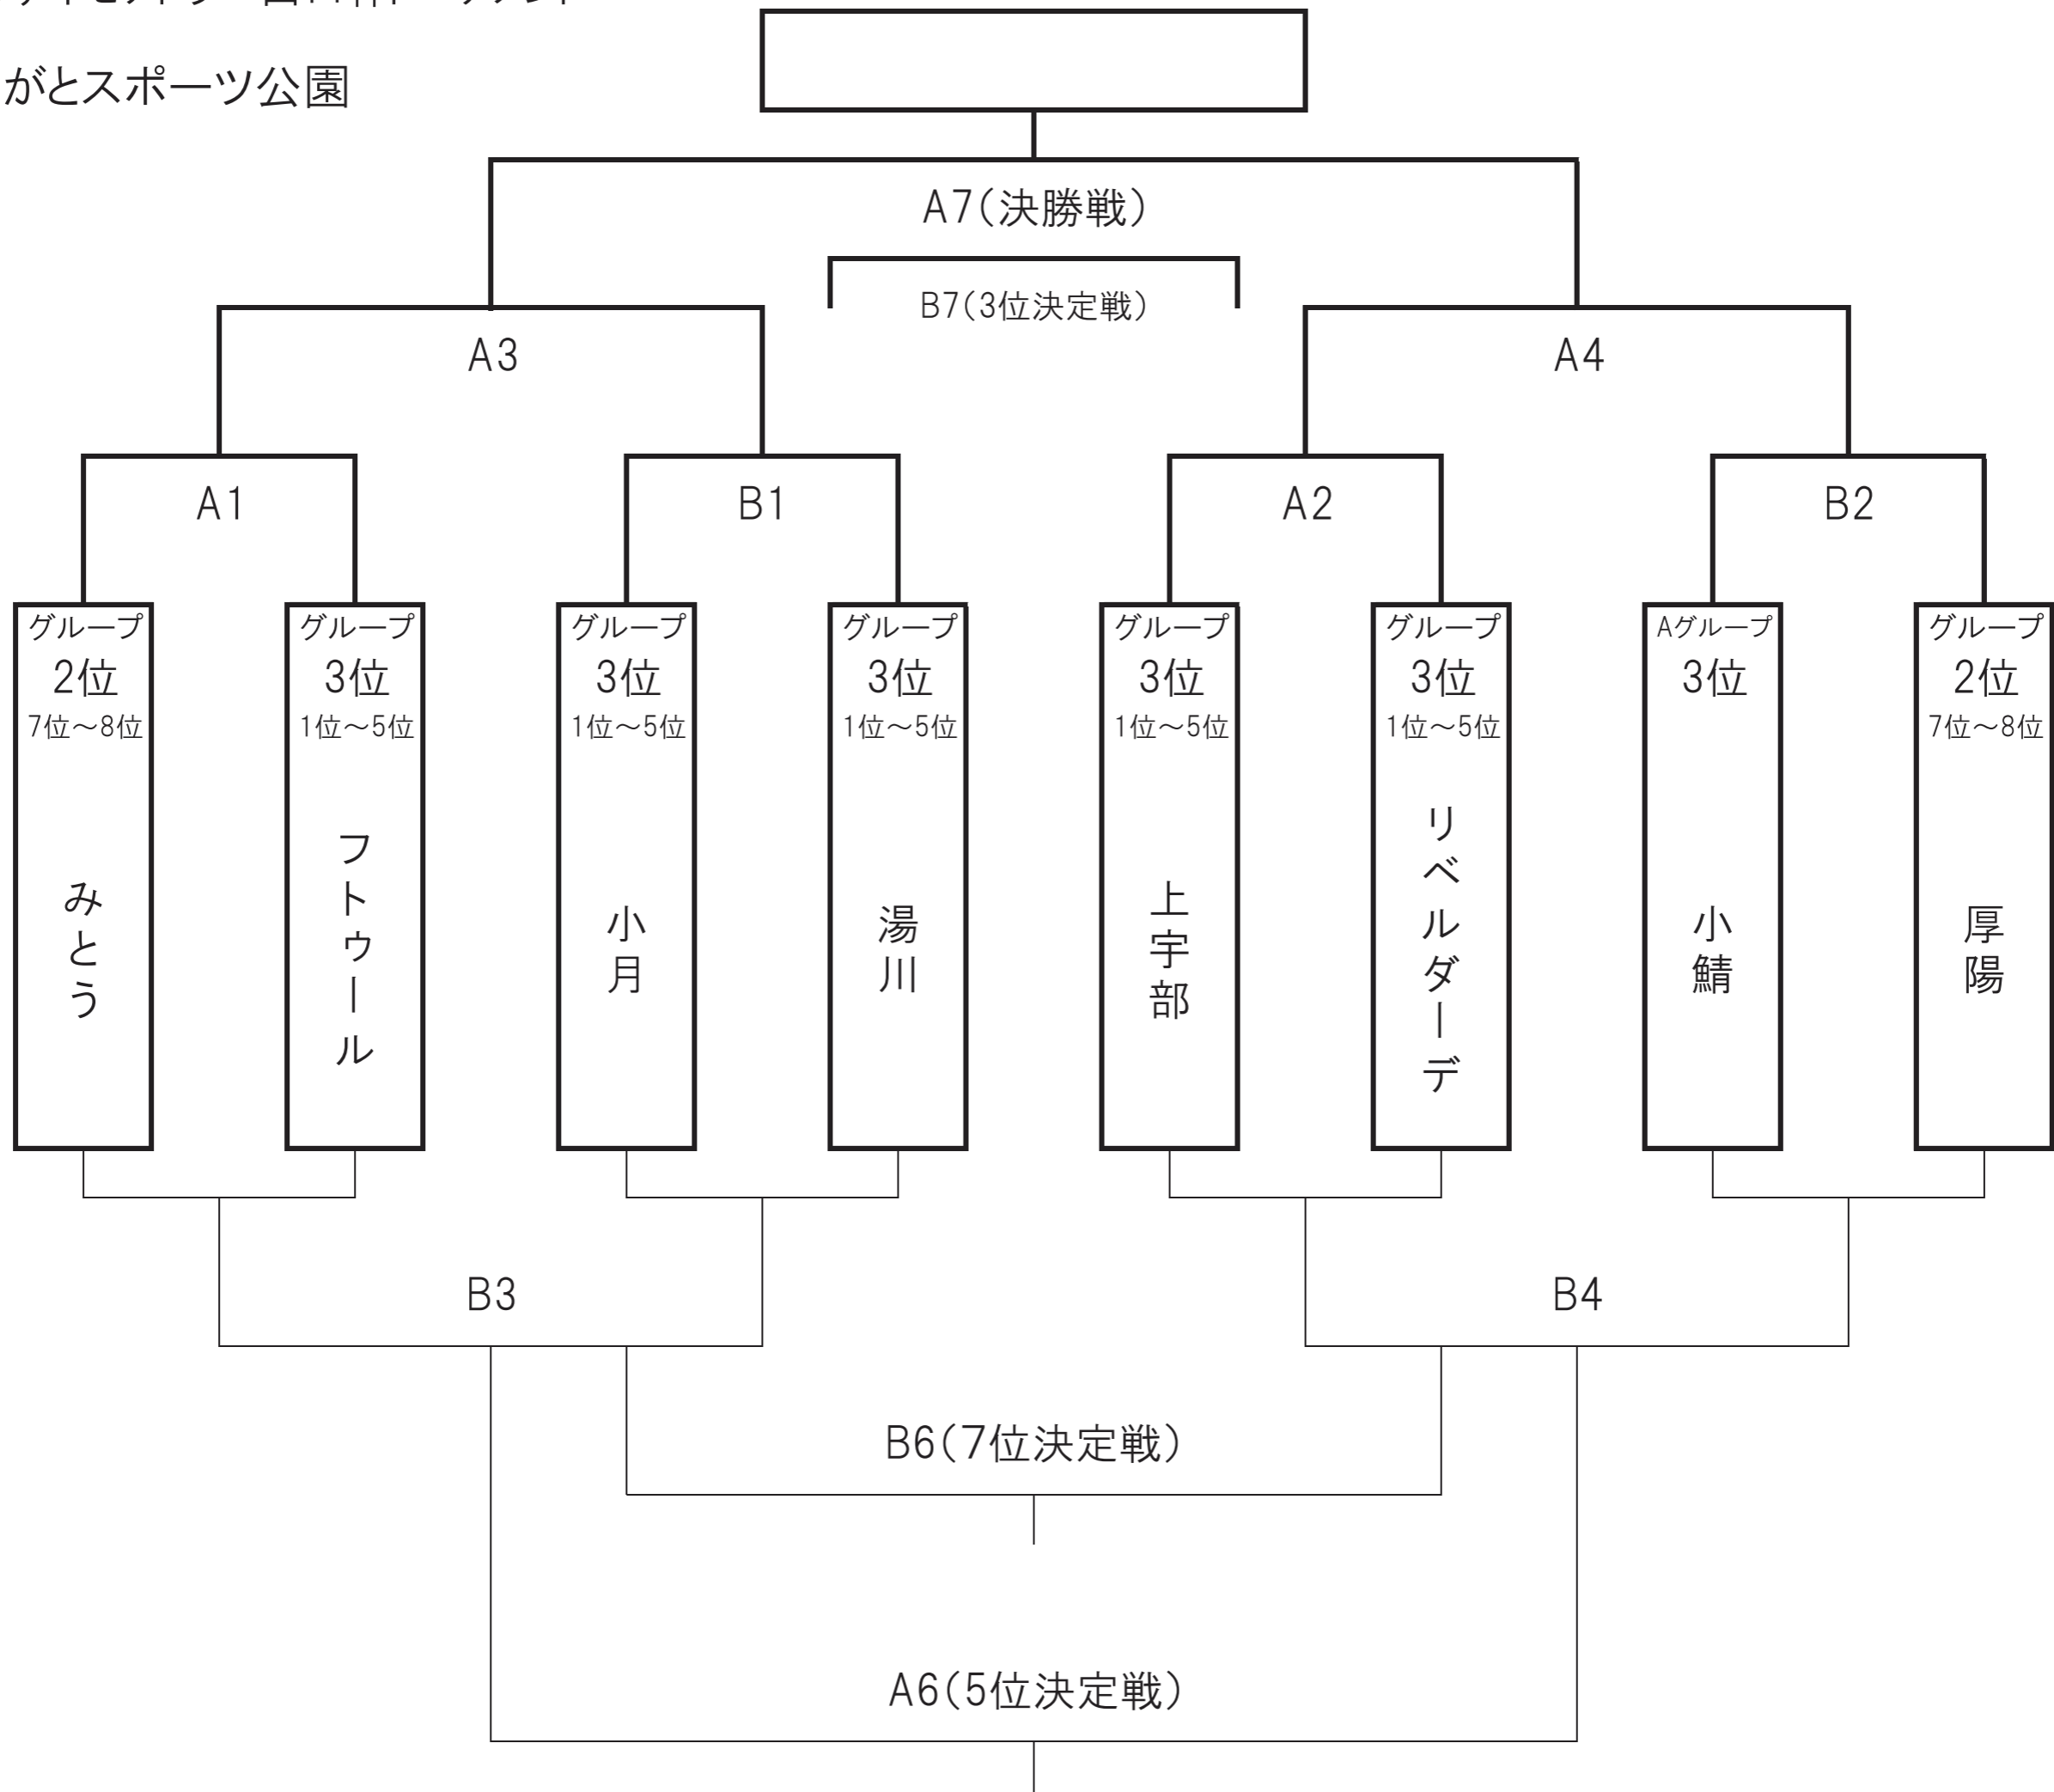 がとスポーツ公園
A7(決勝戦)
B7(3位決定戦)
A3
A4
A1
B1
A2
B2
グループ
2位
7位～8位
みとう
グループ
3位
1位～5位
フトゥール
グループ
3位
1位～5位
小月
グループ
3位
1位～5位
湯川
グループ
3位
1位～5位
上宇部
グループ
3位
1位～5位
リベルダーデ
Aグループ
3位
小鯖
グループ
2位
7位～8位
厚陽
B3
B4
B6(7位決定戦)
A6(5位決定戦)